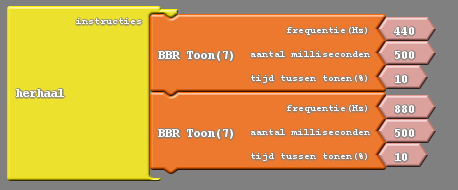 instructies
frequentie(Hz) 440
BBR Toon(7) aantal milliseconden 500
tijd tussen tonen(%) 10
herhaal
frequentie(Hz) 880
BBR Toon(7) aantal milliseconden 500
tijd tussen tonen(%) 10